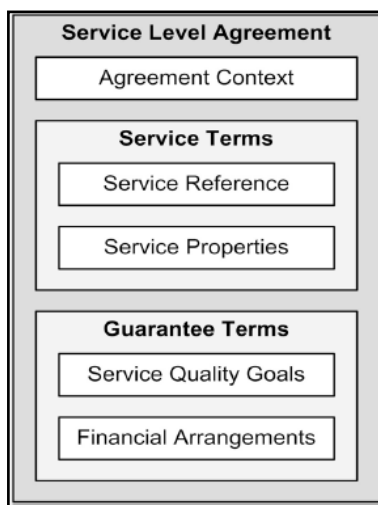 Service Level Agreement
Agreement Context
Service Terms
Service Reference
Service Properties
Guarantee Terms
Service Quality Goals
Financial Arrangements